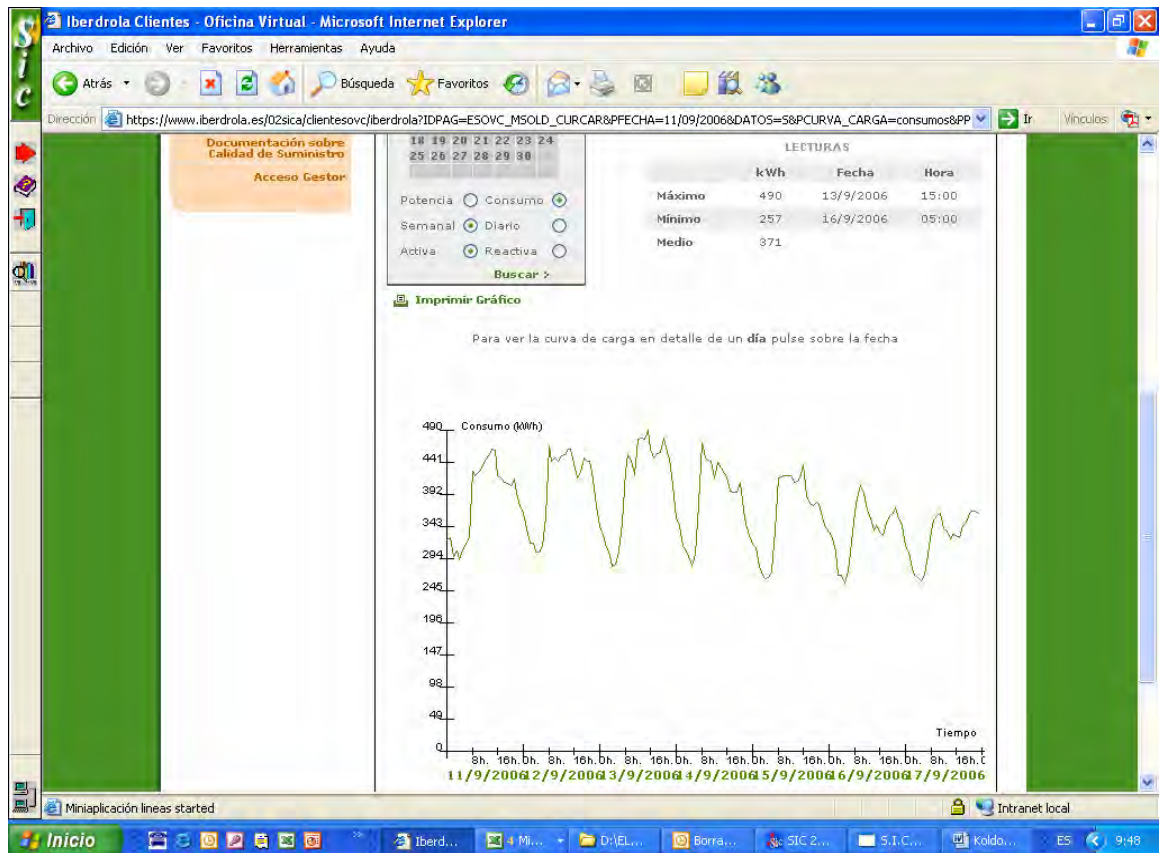 Sic
Iberdrola Clientes - Oficina Virtual - Microsoft Internet Explorer
Archivo Edición Ver Favoritos Herramientas Ayuda
Atrás Búsqueda Favoritos
Dirección https://www.iberdrola.es/02sica/clientesovc/iberdrola?IDPAG=ESOVC_MSOLD_CURCAR&PFECHA=11/09/2006&DATOS=S&PCURVA_CARGA=consumos&PP Ir Vínculos
Documentación sobre
Calidad de Suministro
Acceso Gestor
18 19 20 21 22 23 24
25 26 27 28 29 30
Potencia Consumo
Semanal Diario
Activa Reactiva
Buscar >
LECTURAS
kWh Fecha Hora
Máximo 490 13/9/2006 15:00
Mínimo 257 16/9/2006 05:00
Medio 371
Imprimir Gráfico
Para ver la curva de carga en detalle de un día pulse sobre la fecha
490 Consumo (kWh)
441
392
343
294
245
196
147
98
49
0
Tiempo
8h. 16h. 0h. 8h. 16h. 0h. 8h. 16h. 0h. 8h. 16h. 0h. 8h. 16h. 0h. 8h. 16h. 0h. 8h. 16h. 0
11/9/2006 12/9/2006 13/9/2006 14/9/2006 15/9/2006 16/9/2006 17/9/2006
Miniaplicación lineas started Intranet local
Inicio » Iberd... 4 Mi... D:\EL... Borra... SIC 2... S.I.C... Koldo... ES 9:48